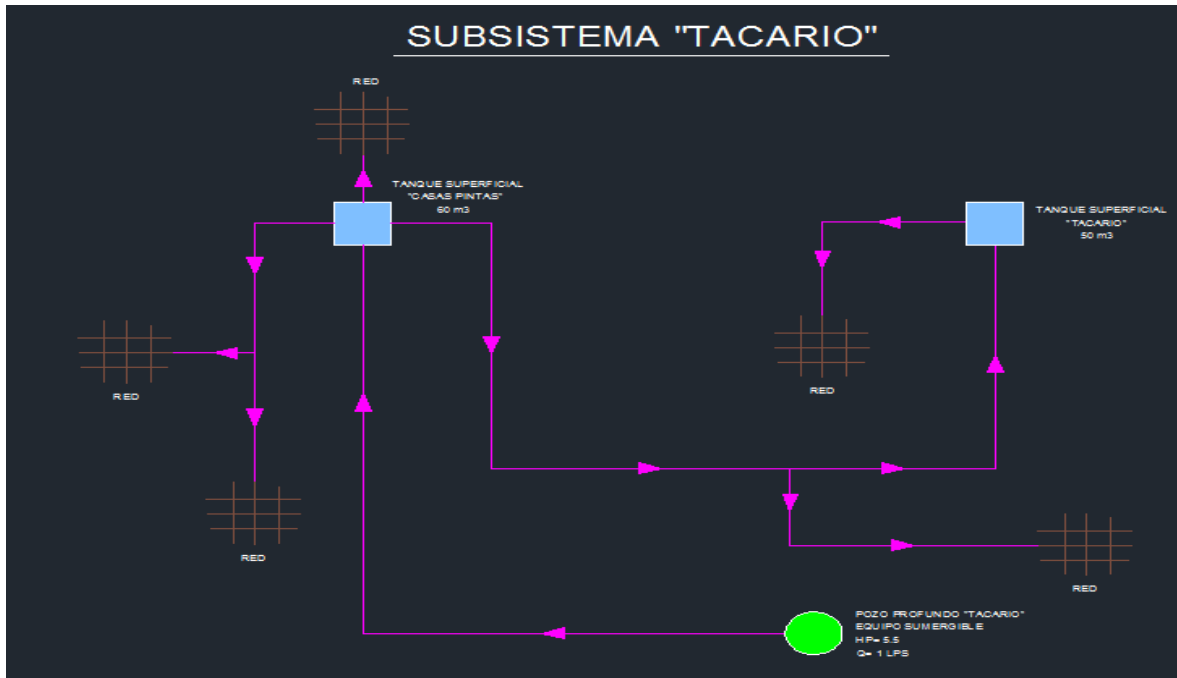 SUBSISTEMA "TACARIO"
RED
TANQUE SUPERFICIAL
"CASAS PINTAS"
60 m3
TANQUE SUPERFICIAL
"TACARIO"
50 m3
RED
RED
RED
RED
POZO PROFUNDO "TACARIO"
EQUIPO SUMERGIBLE
HP= 5.5
Q= 1 LPS